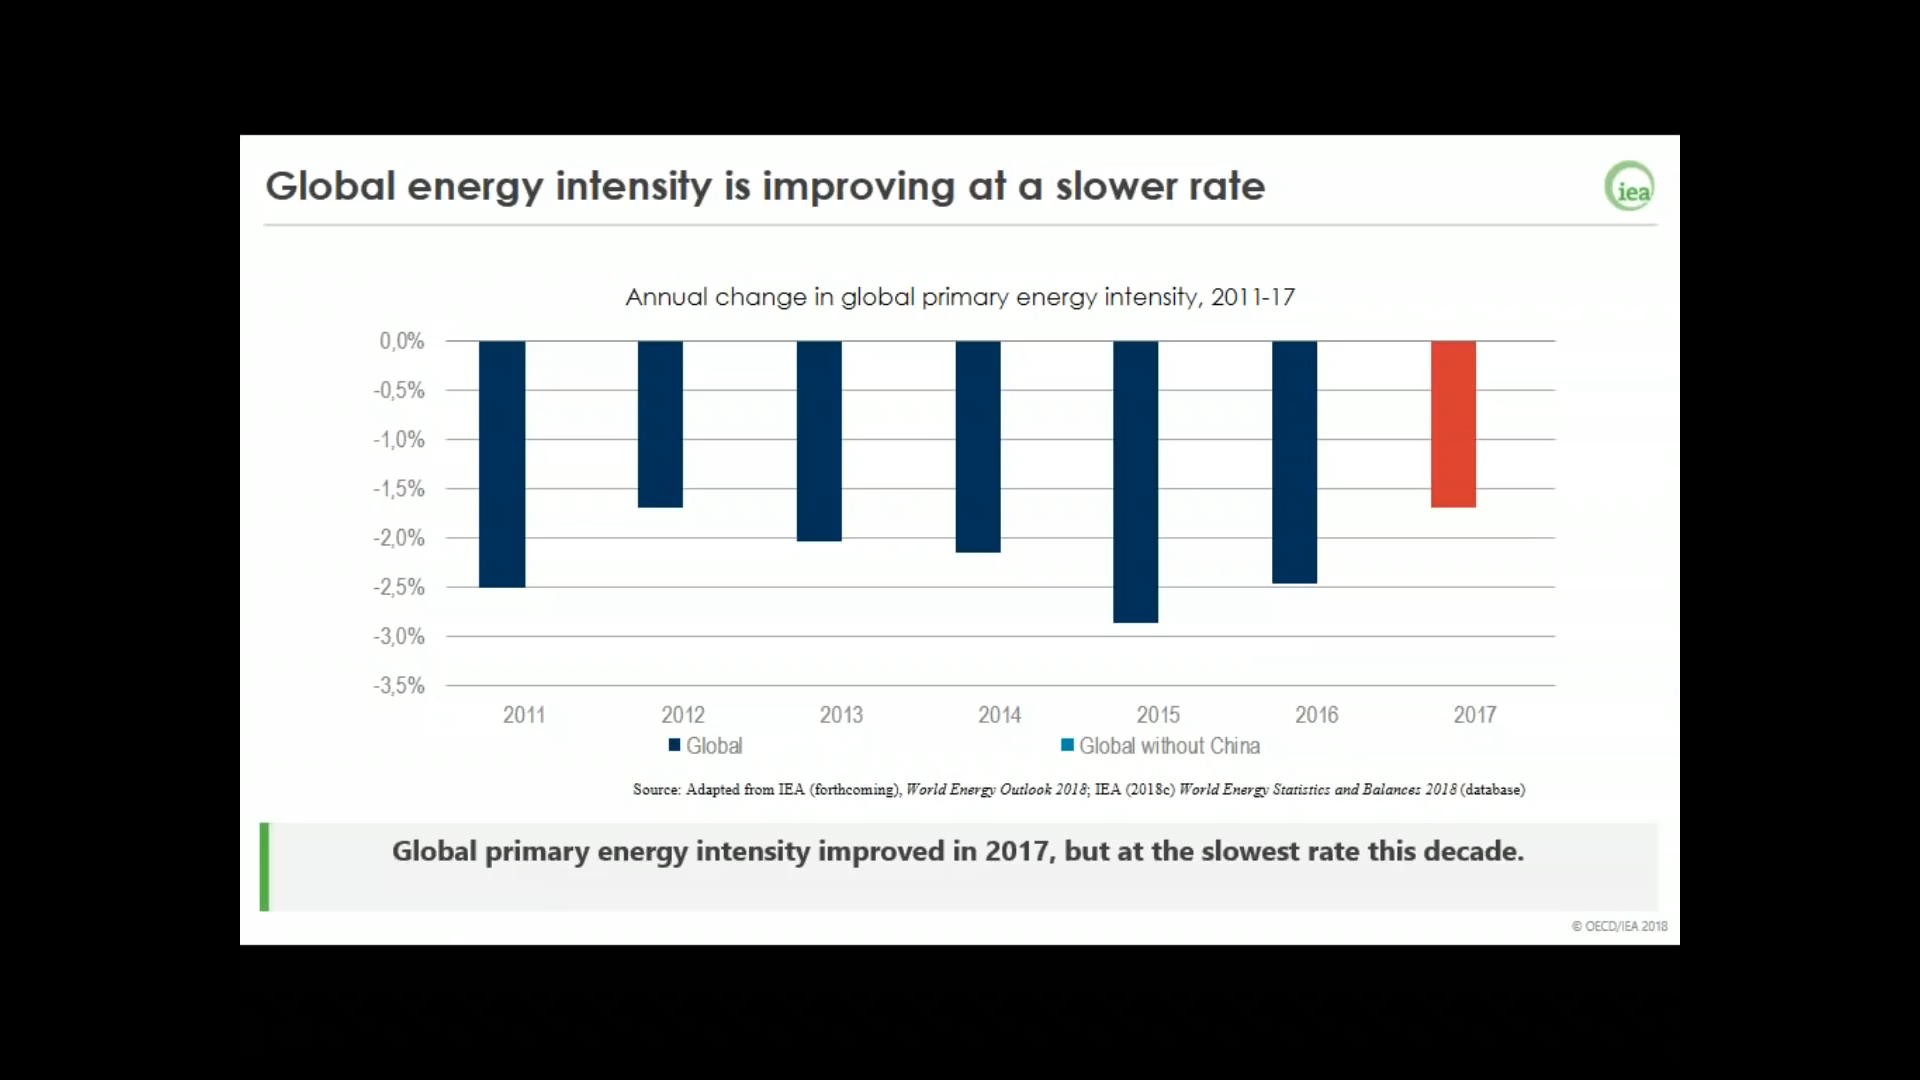 Global energy intensity is improving at a slower rate
iea
Annual change in global primary energy intensity, 2011-17
0,0%
-0,5%
-1,0%
-1,5%
-2,0%
-2,5%
-3,0%
-3,5%
2011 2012 2013 2014 2015 2016 2017
Global Global without China
Source: Adapted from IEA (forthcoming), World Energy Outlook 2018; IEA (2018c) World Energy Statistics and Balances 2018 (database)
Global primary energy intensity improved in 2017, but at the slowest rate this decade.
© OECD/IEA 2018